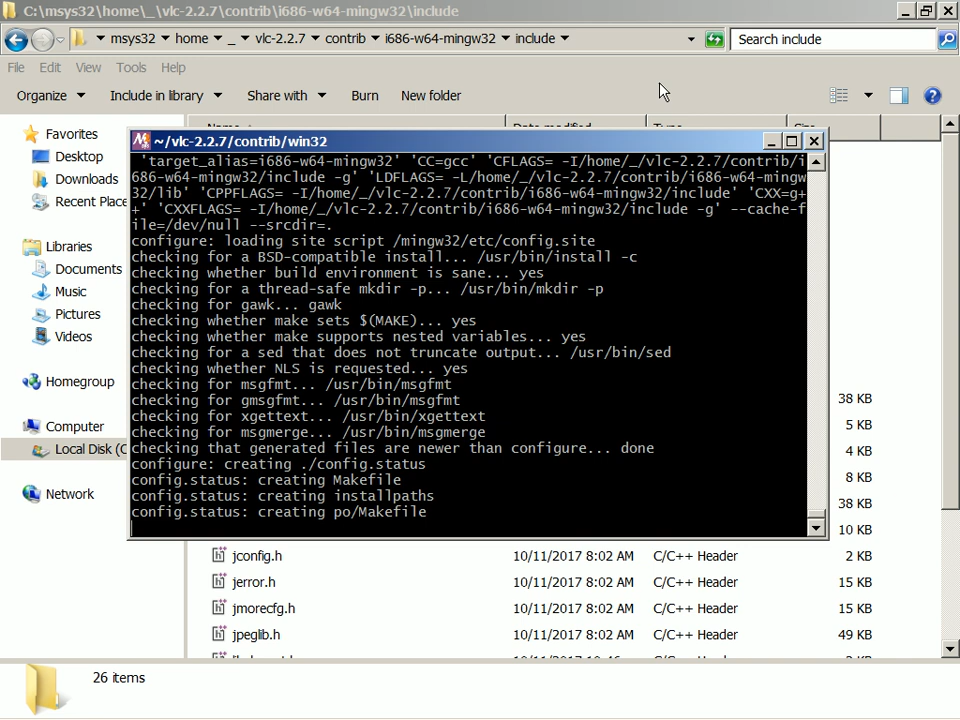 C:\msys32\home\_\vlc-2.2.7\contrib\i686-w64-mingw32\include
msys32 home _ vlc-2.2.7 contrib i686-w64-mingw32 include
Search include
File Edit View Tools Help
Organize Include in library Share with Burn New folder
Favorites
Desktop
Downloads
Recent Place
Libraries
Documents
Music
Pictures
Videos
Homegroup
Computer
Local Disk (C
Network
Name Date modified Type Size
~/vlc-2.2.7/contrib/win32
'target_alias=i686-w64-mingw32' 'CC=gcc' 'CFLAGS= -I/home/_/vlc-2.2.7/contrib/i
686-w64-mingw32/include -g' 'LDFLAGS= -L/home/_/vlc-2.2.7/contrib/i686-w64-mingw
32/lib' 'CPPFLAGS= -I/home/_/vlc-2.2.7/contrib/i686-w64-mingw32/include' 'CXX=g+
+' 'CXXFLAGS= -I/home/_/vlc-2.2.7/contrib/i686-w64-mingw32/include -g' --cache-f
ile=/dev/null --srcdir=.
configure: loading site script /mingw32/etc/config.site
checking for a BSD-compatible install... /usr/bin/install -c
checking whether build environment is sane... yes
checking for a thread-safe mkdir -p... /usr/bin/mkdir -p
checking for gawk... gawk
checking whether make sets $(MAKE)... yes
checking whether make supports nested variables... yes
checking for a sed that does not truncate output... /usr/bin/sed
checking whether NLS is requested... yes
checking for msgfmt... /usr/bin/msgfmt
checking for gmsgfmt... /usr/bin/msgfmt
checking for xgettext... /usr/bin/xgettext
checking for msgmerge... /usr/bin/msgmerge
checking that generated files are newer than configure... done
configure: creating ./config.status
config.status: creating Makefile
config.status: creating installpaths
config.status: creating po/Makefile
38 KB
5 KB
4 KB
8 KB
38 KB
10 KB
jconfig.h 10/11/2017 8:02 AM C/C++ Header 2 KB
jerror.h 10/11/2017 8:02 AM C/C++ Header 15 KB
jmorecfg.h 10/11/2017 8:02 AM C/C++ Header 15 KB
jpeglib.h 10/11/2017 8:02 AM C/C++ Header 49 KB
26 items